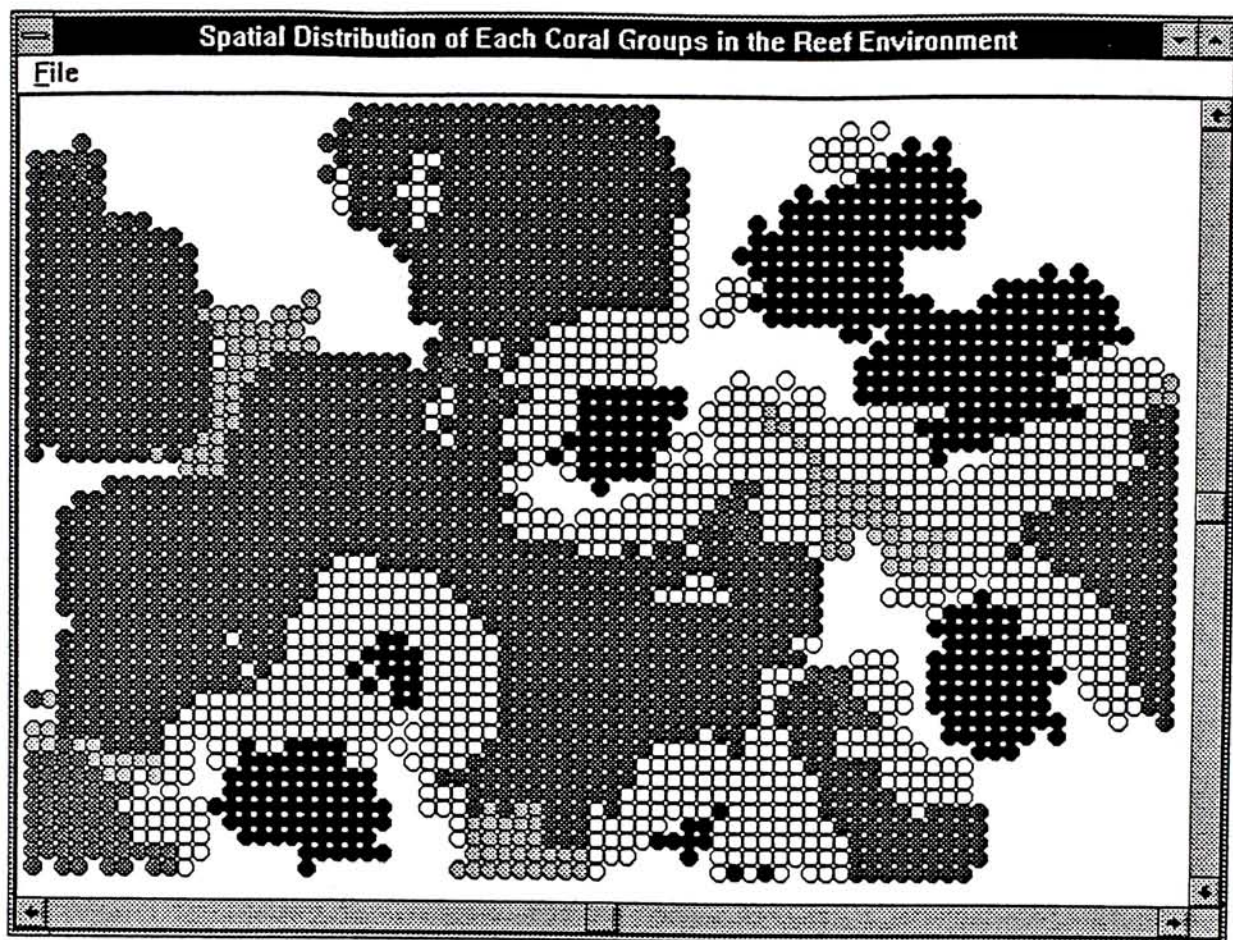 Spatial Distribution of Each Coral Groups in the Reef Environment
File